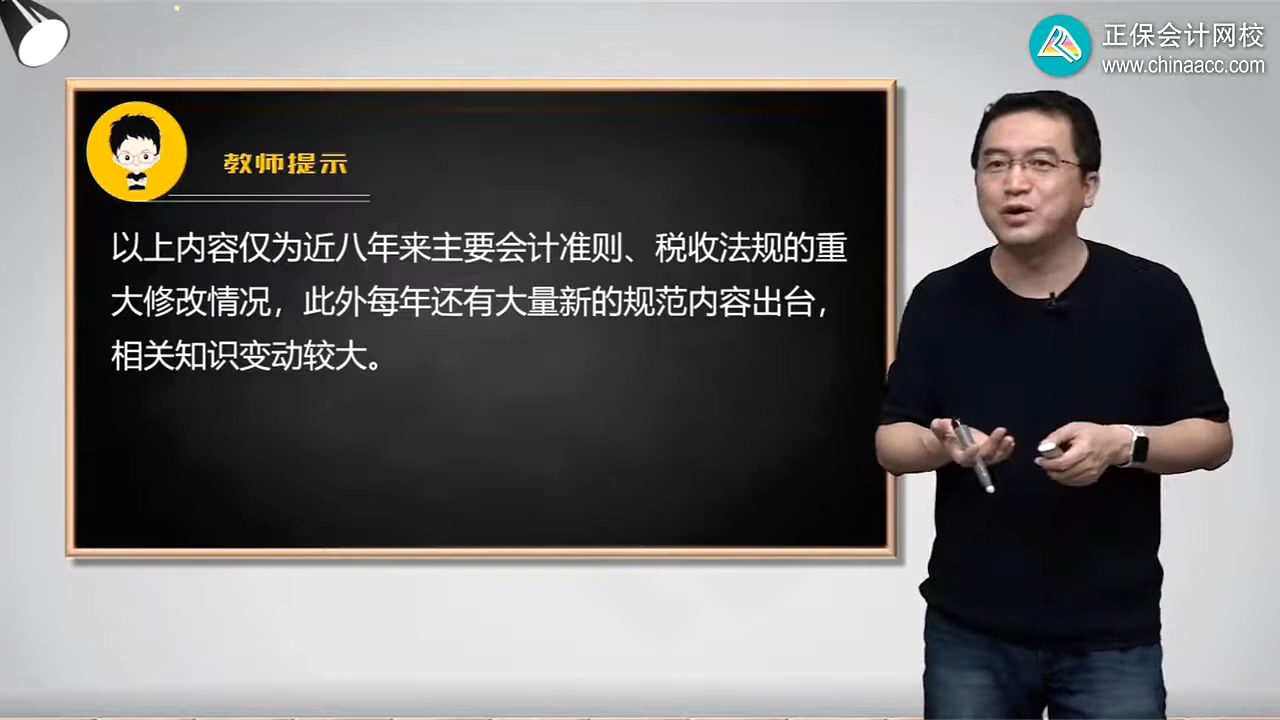 正保会计网校
www.chinaacc.com
教师提示
以上内容仅为近八年来主要会计准则、税收法规的重
大修改情况，此外每年还有大量新的规范内容出台，
相关知识变动较大。